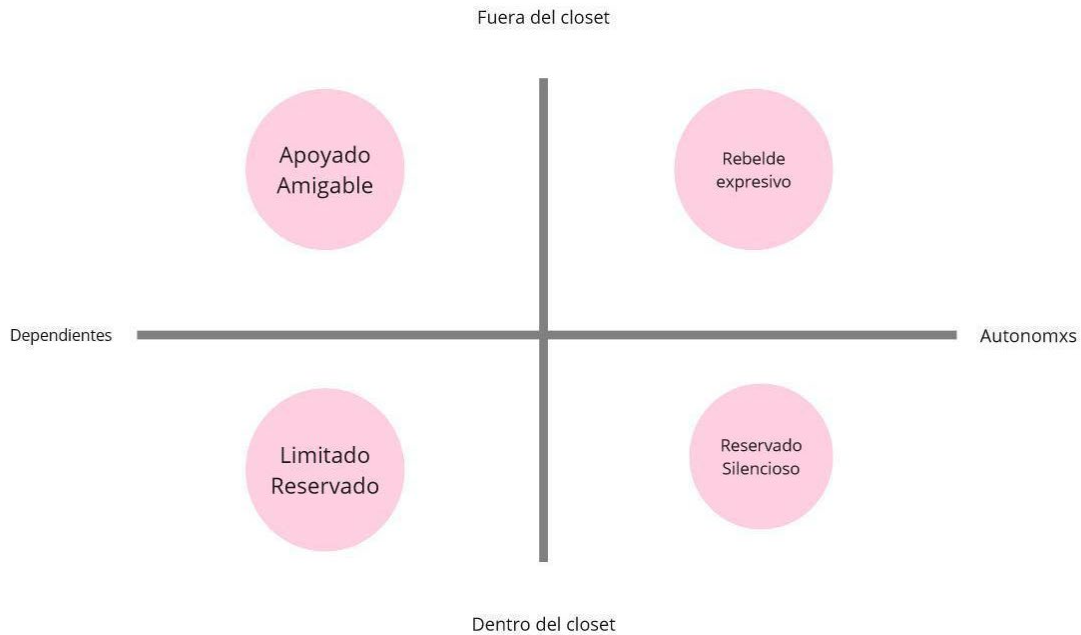 Fuera del closet
Apoyado
Amigable
Rebelde
expresivo
Dependientes
Autonomxs
Limitado
Reservado
Reservado
Silencioso
Dentro del closet